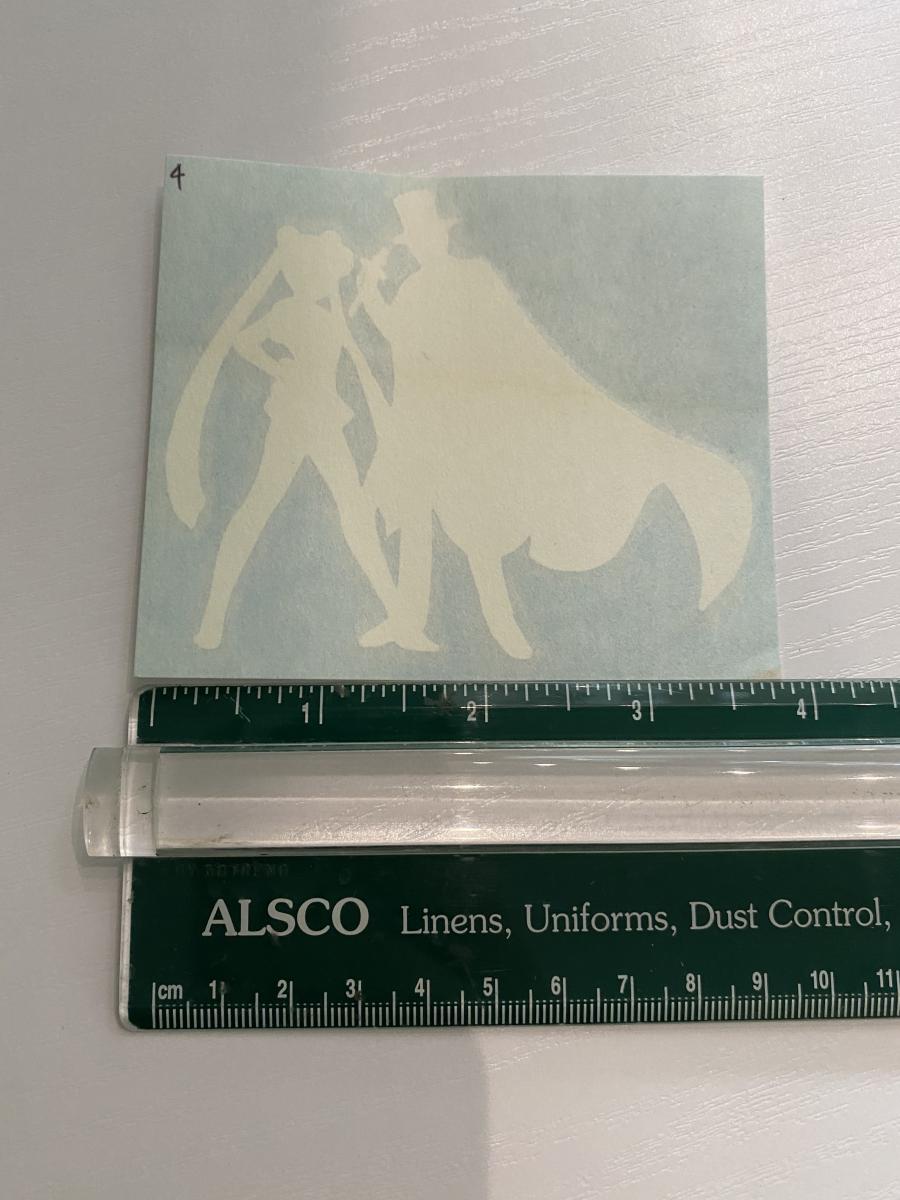 4
1 2 3 4
ALSCO Linens, Uniforms, Dust Control,
cm 1 2 3 4 5 6 7 8 9 10 11